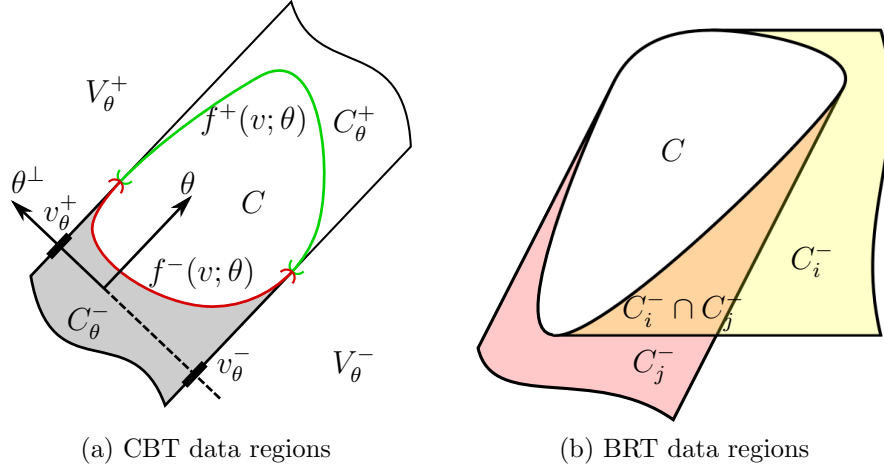 V_θ^+
f^+(v; θ)
C_θ^+
θ^⊥
v_θ^+
θ
C
f^-(v; θ)
C_θ^-
v_θ^-
V_θ^-
(a) CBT data regions
C
C_i^-
C_i^- ∩ C_j^-
C_j^-
(b) BRT data regions